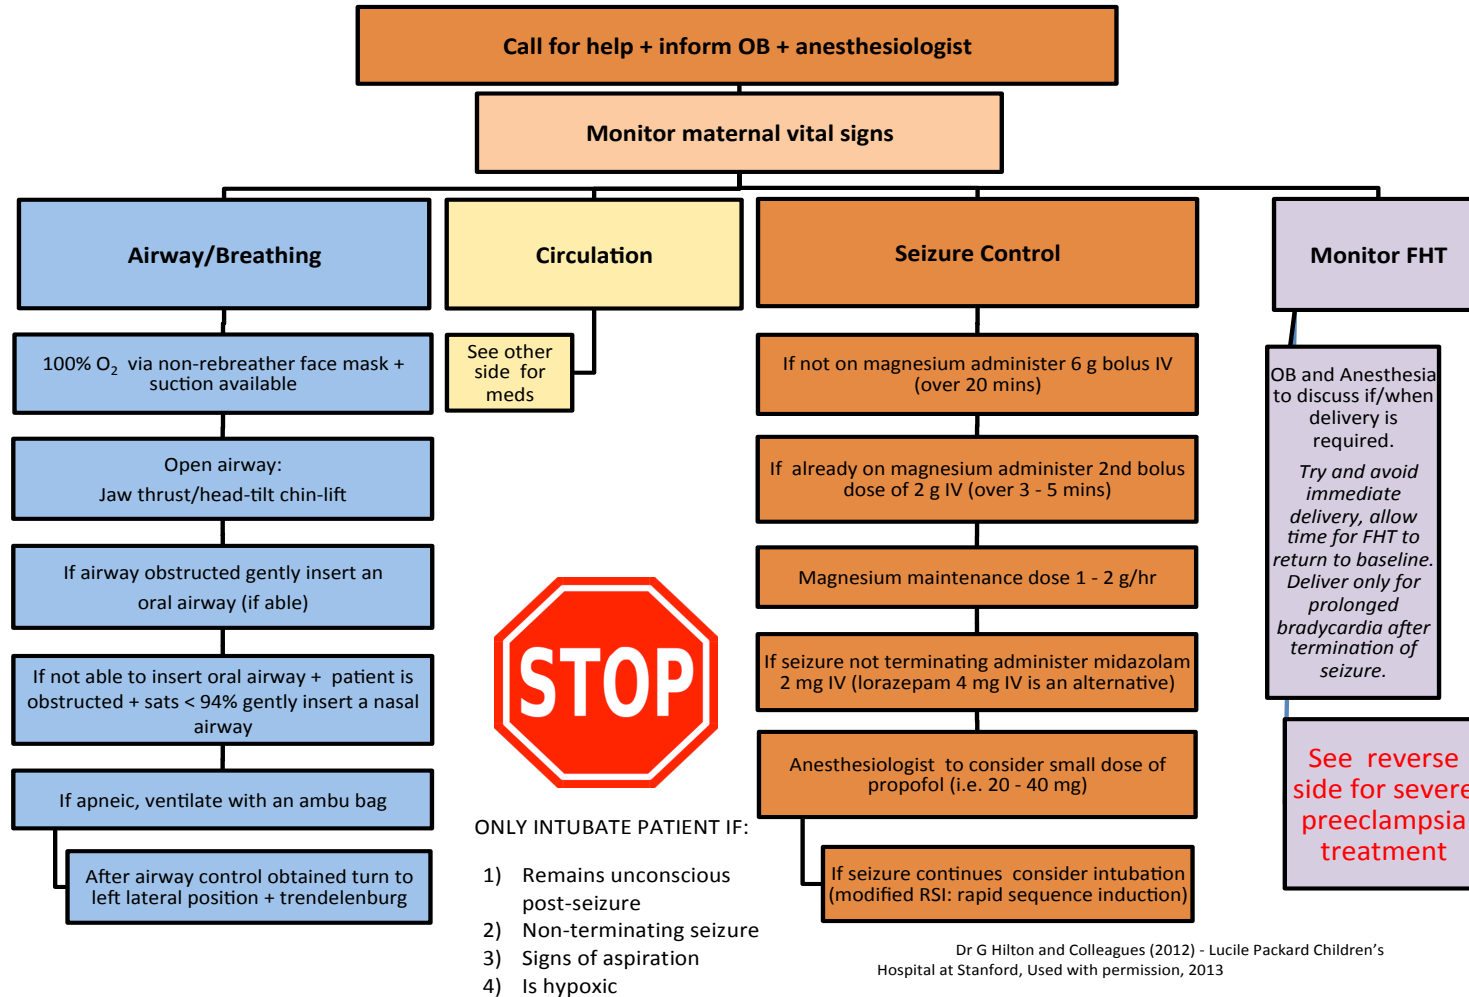 Call for help + inform OB + anesthesiologist
Monitor maternal vital signs
Airway/Breathing
100% O₂ via non-rebreather face mask +
suction available
Open airway:
Jaw thrust/head-tilt chin-lift
If airway obstructed gently insert an
oral airway (if able)
If not able to insert oral airway + patient is
obstructed + sats < 94% gently insert a nasal
airway
If apneic, ventilate with an ambu bag
After airway control obtained turn to
left lateral position + trendelenburg
Circulation
See other
side for
meds
STOP
ONLY INTUBATE PATIENT IF:
1) Remains unconscious
post-seizure
2) Non-terminating seizure
3) Signs of aspiration
4) Is hypoxic
Seizure Control
If not on magnesium administer 6 g bolus IV
(over 20 mins)
If already on magnesium administer 2nd bolus
dose of 2 g IV (over 3 - 5 mins)
Magnesium maintenance dose 1 - 2 g/hr
If seizure not terminating administer midazolam
2 mg IV (lorazepam 4 mg IV is an alternative)
Anesthesiologist to consider small dose of
propofol (i.e. 20 - 40 mg)
If seizure continues consider intubation
(modified RSI: rapid sequence induction)
Monitor FHT
OB and Anesthesia
to discuss if/when
delivery is
required.
Try and avoid
immediate
delivery, allow
time for FHT to
return to baseline.
Deliver only for
prolonged
bradycardia after
termination of
seizure.
See reverse
side for severe
preeclampsia
treatment
Dr G Hilton and Colleagues (2012) - Lucile Packard Children's
Hospital at Stanford, Used with permission, 2013